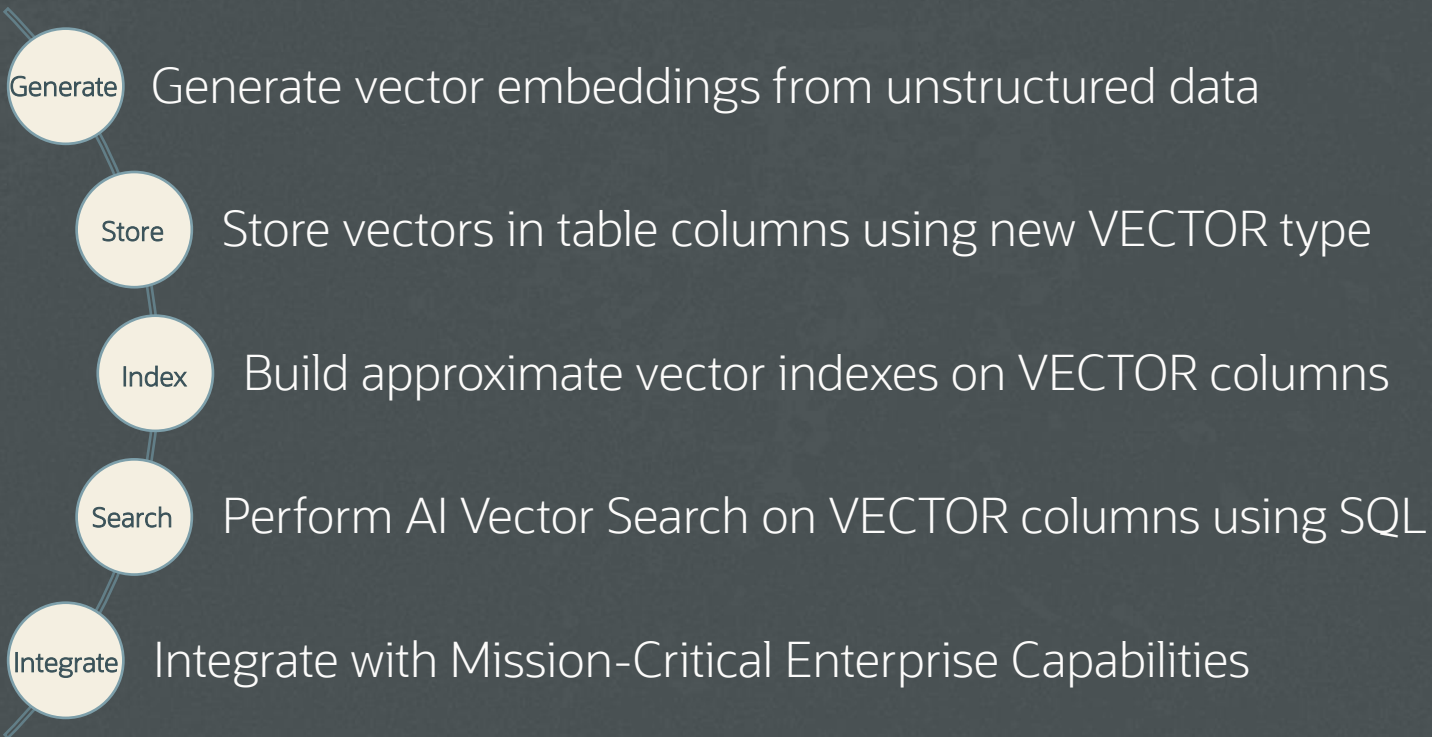 Generate
Generate vector embeddings from unstructured data
Store
Store vectors in table columns using new VECTOR type
Index
Build approximate vector indexes on VECTOR columns
Search
Perform AI Vector Search on VECTOR columns using SQL
Integrate
Integrate with Mission-Critical Enterprise Capabilities